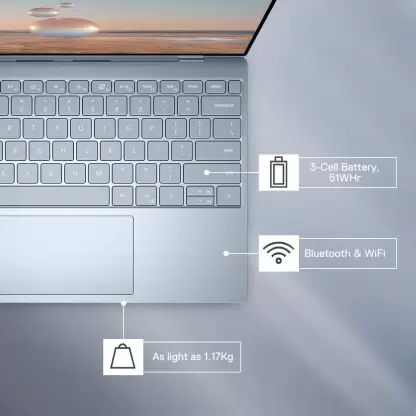 3-Cell Battery,
51WHr
Bluetooth & WiFi
As light as 1.17Kg